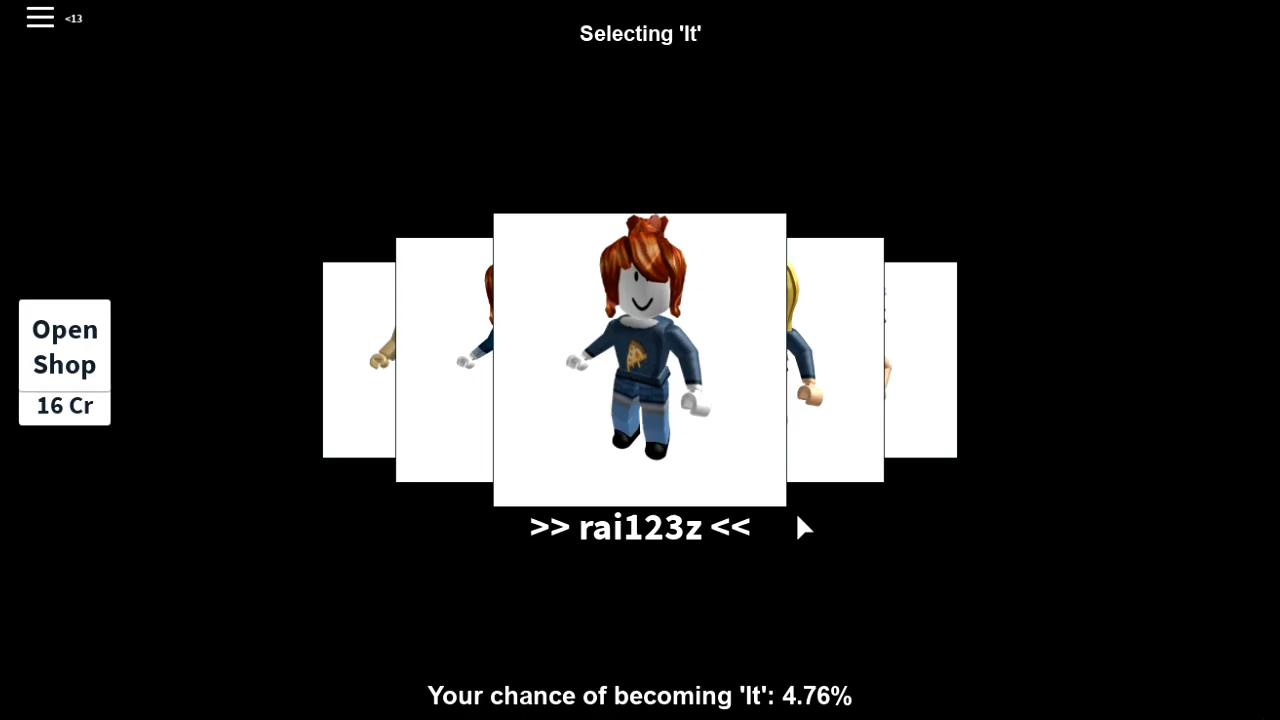 <13
Selecting 'It'
Open
Shop
16 Cr
>> rai123z <<
Your chance of becoming 'It': 4.76%